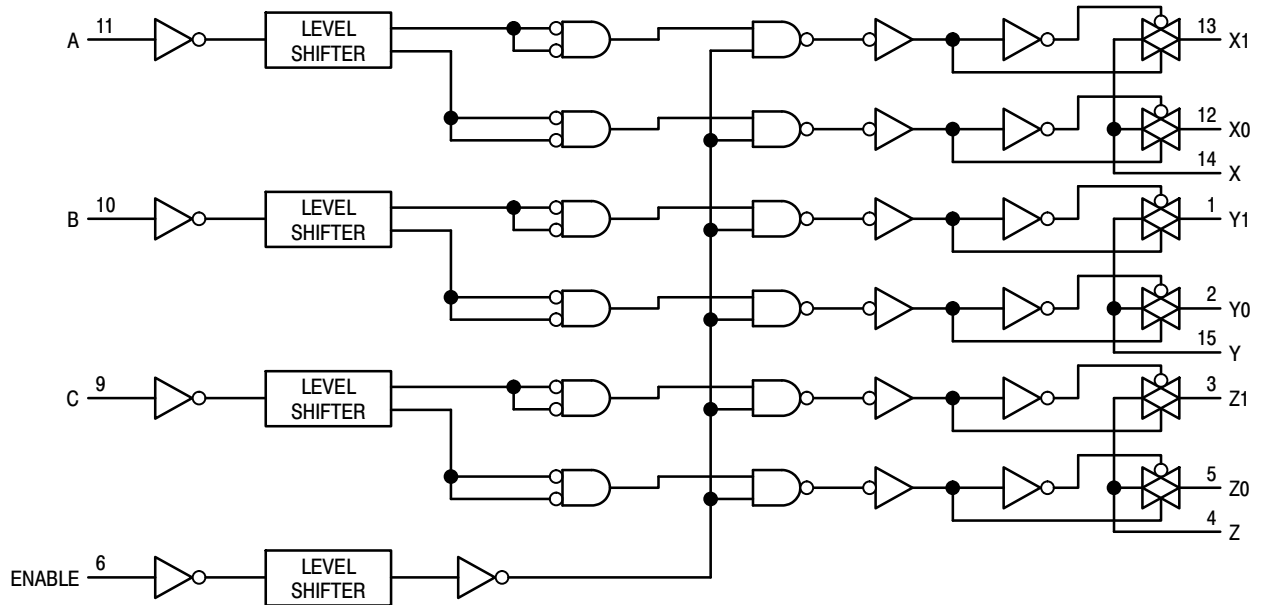 A 11 LEVEL SHIFTER 13 X1
12 X0
14 X
B 10 LEVEL SHIFTER 1 Y1
2 Y0
15 Y
C 9 LEVEL SHIFTER 3 Z1
5 Z0
4 Z
ENABLE 6 LEVEL SHIFTER